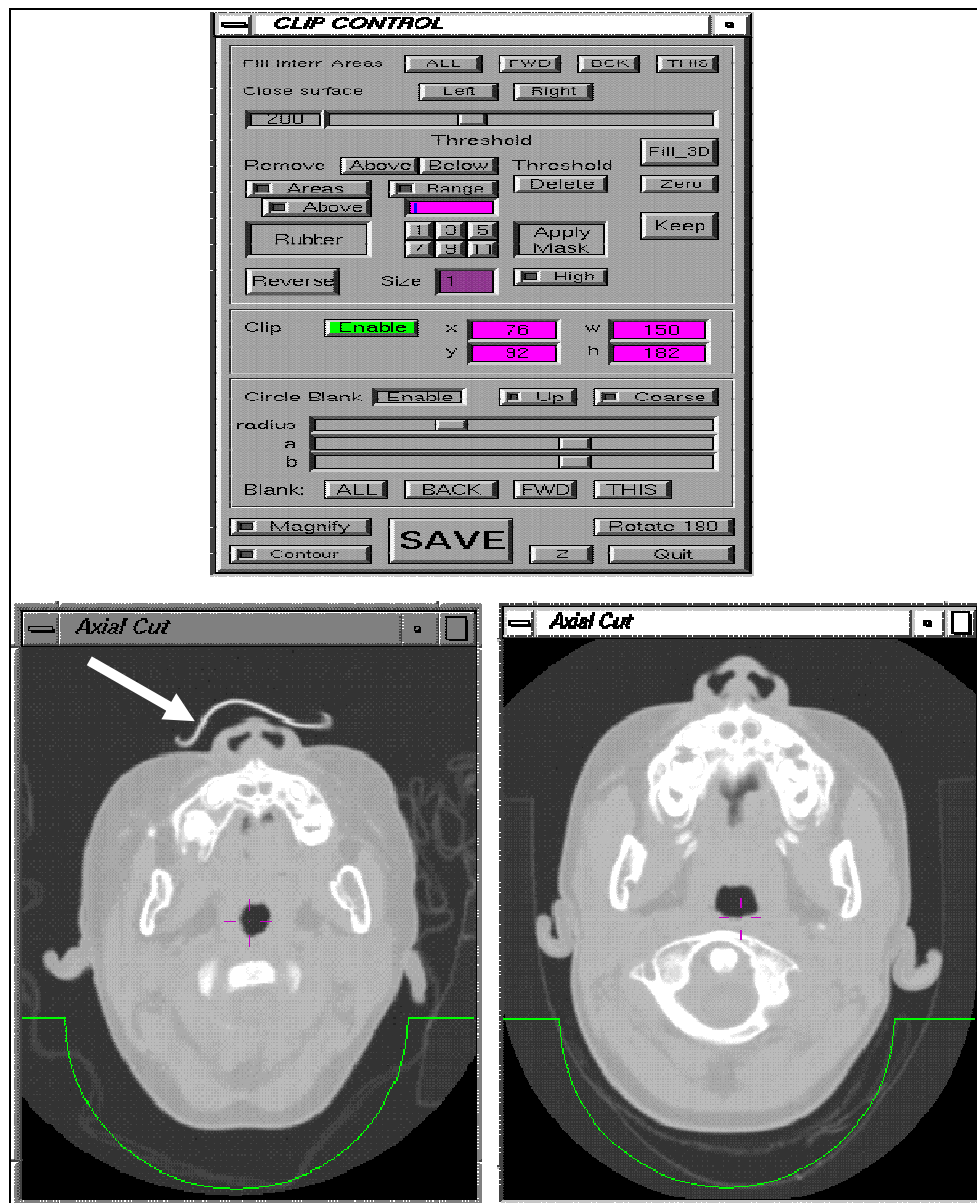 CLIP CONTROL
Fill Interr Areas ALL FWD BCK THIS
Close surface Left Right
200
Threshold
Fill_3D
Remove Above Below Threshold
Areas Range Delete Zero
Above
Rubber 1 3 5 Apply Mask Keep
7 9 11
Reverse Size 1 High
Clip Enable x 76 w 150
y 92 h 182
Circle Blank Enable Up Coarse
radius
a
b
Blank: ALL BACK FWD THIS
Magnify SAVE Rotate 180
Contour Z Quit
Axial Cut
Axial Cut